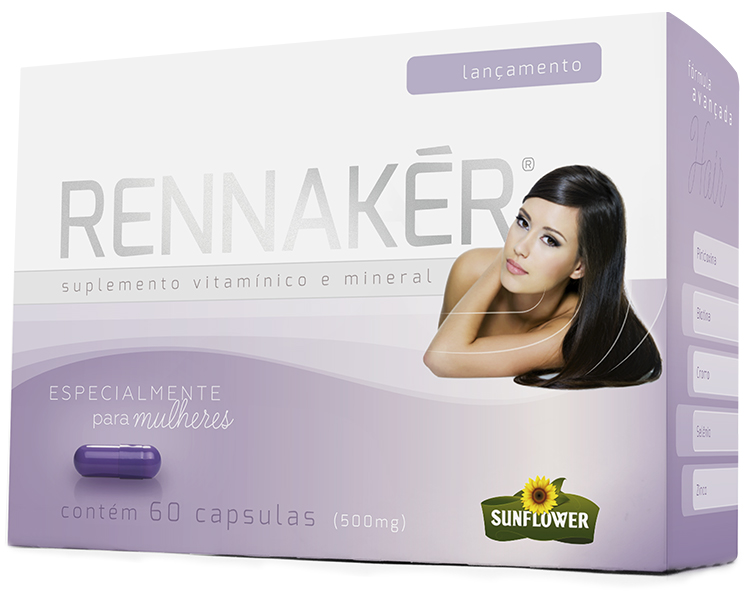 lançamento
RENNAKĒR®
suplemento vitamínico e mineral
ESPECIALMENTE
para mulheres
contém 60 capsulas (500mg)
SUNFLOWER
fórmula
avançada
Hair
Piridoxina
Biotina
Cromo
Selênio
Zinco